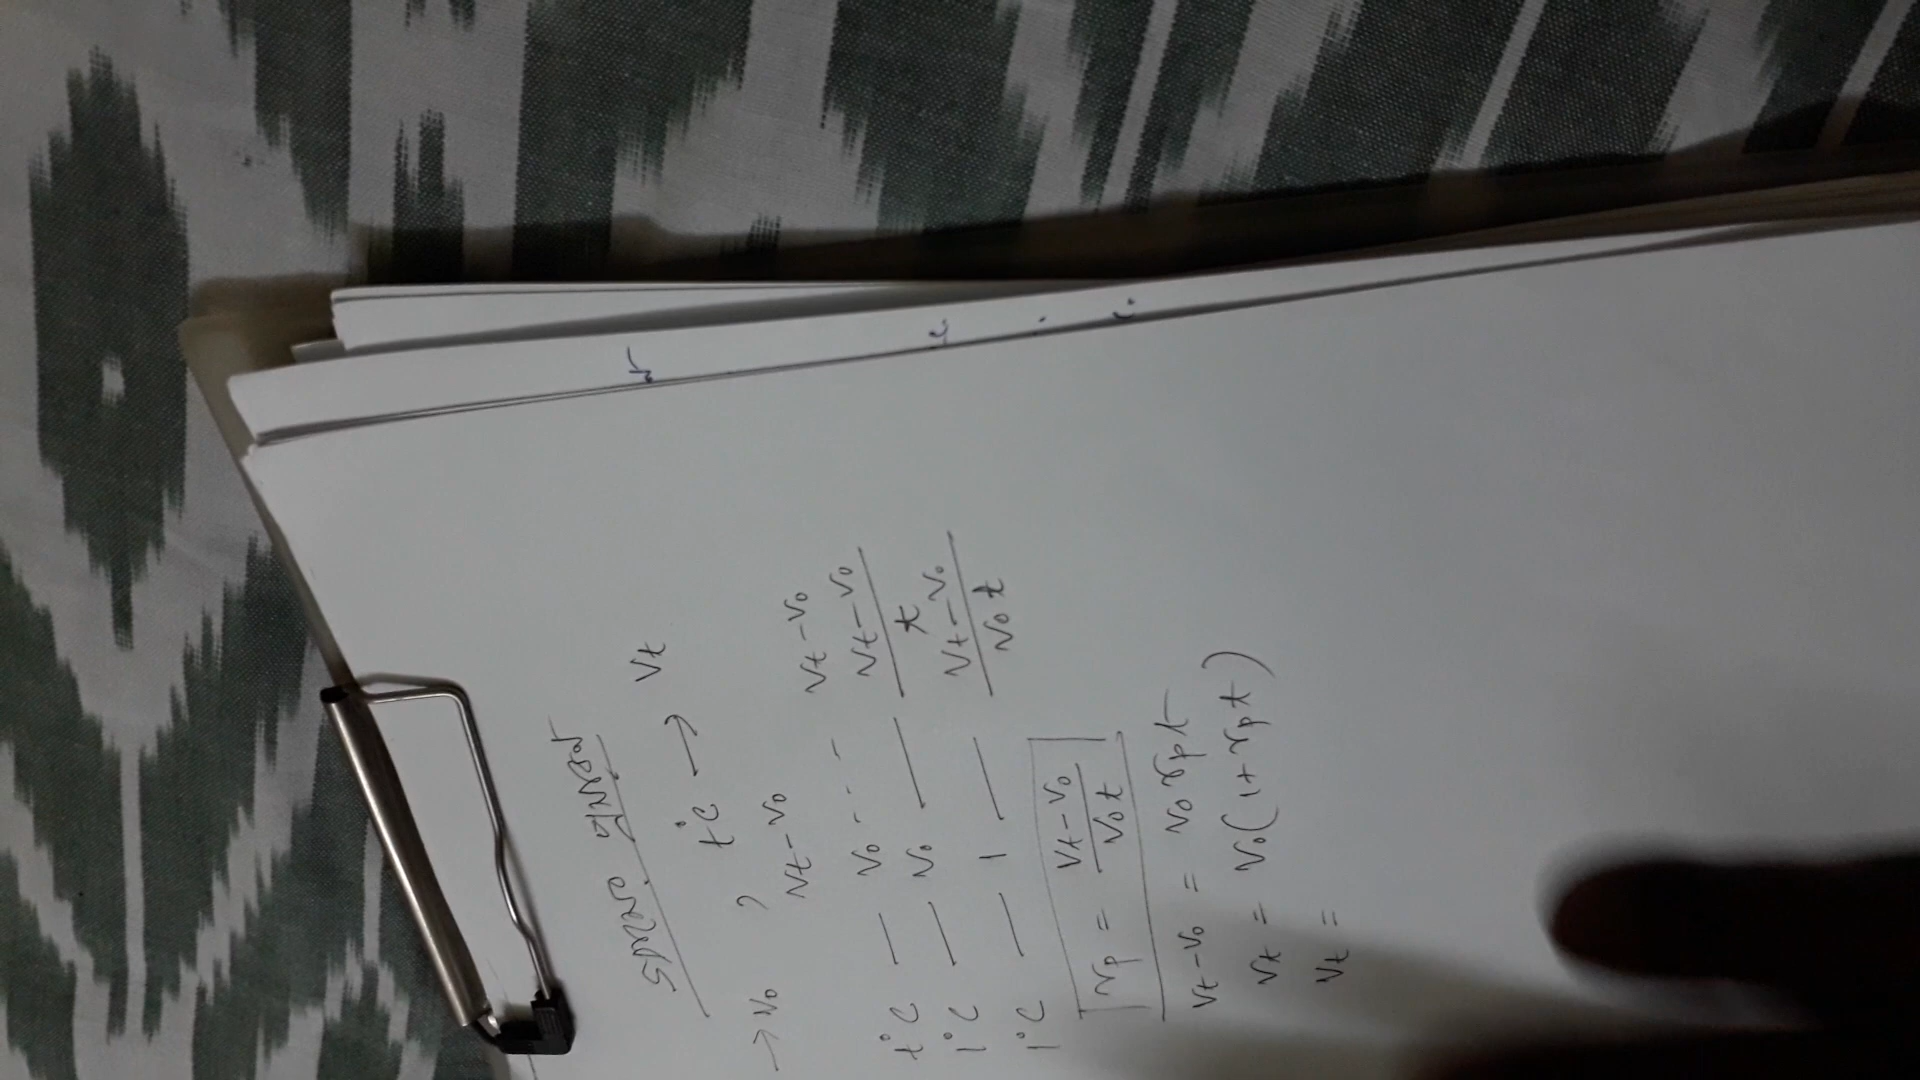 t°C → Vt
→ V₀ ? Vt-V₀
t°C — V₀ - - - Vt-V₀
1°C — V₀ — (Vt-V₀)/t
1°C — 1 — (Vt-V₀)/(V₀t)
γp = (Vt-V₀)/(V₀t)
Vt-V₀ = V₀γpt
Vt = V₀(1+γpt)
Vt =